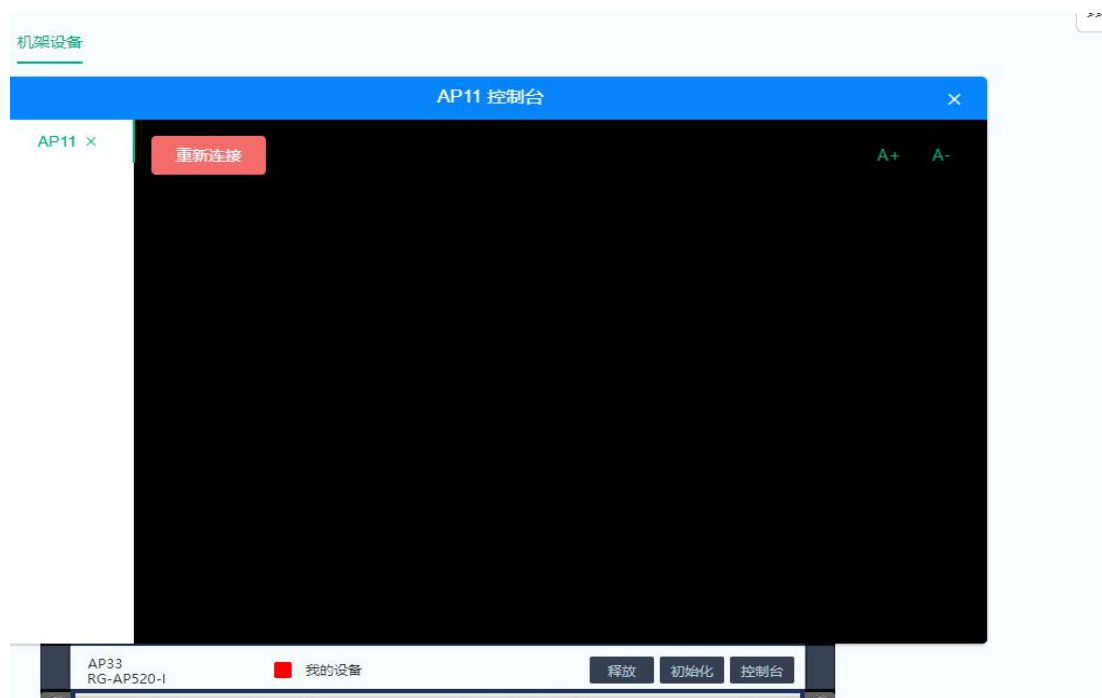 机架设备
AP11 控制台 ×
AP11 ×
重新连接
A+ A-
AP33
RG-AP520-I
我的设备
释放 初始化 控制台